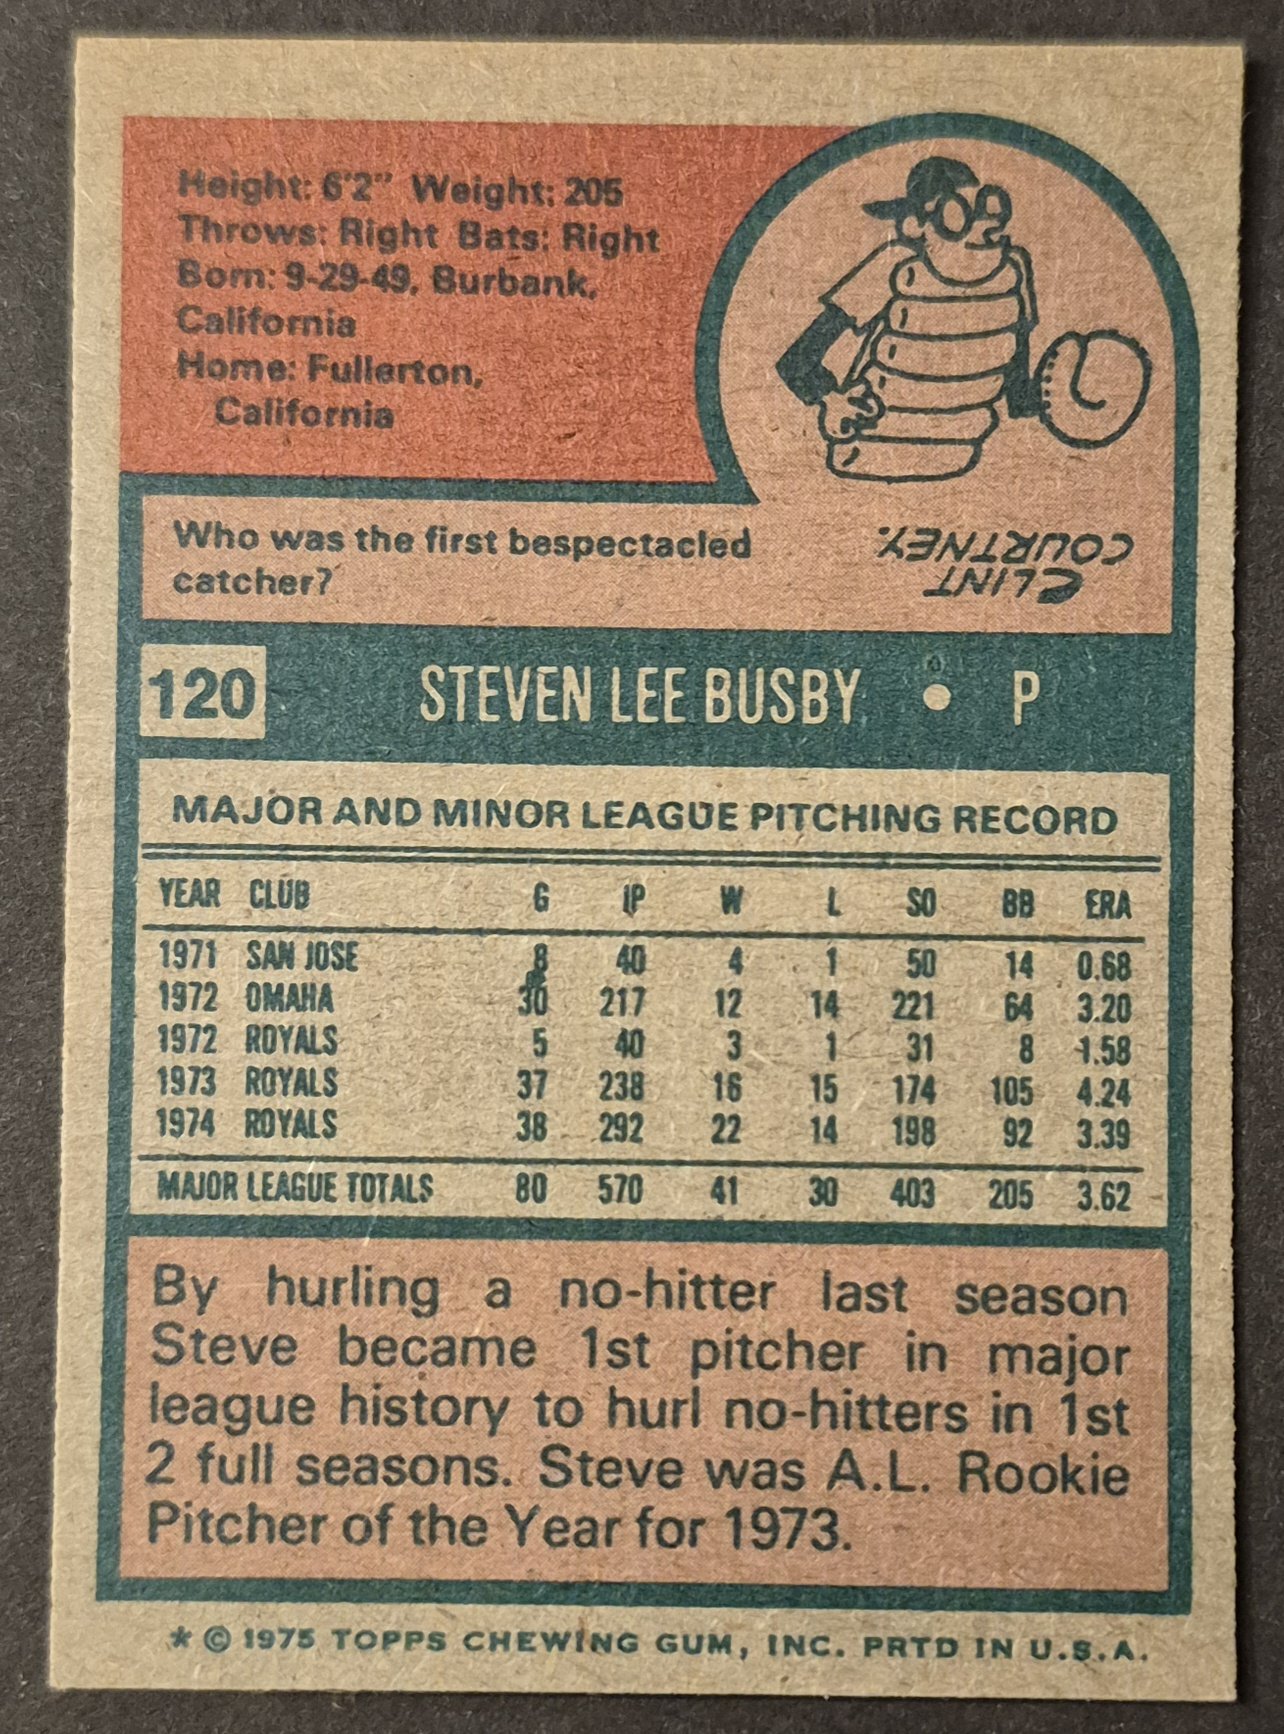 Height: 6'2" Weight: 205
Throws: Right Bats: Right
Born: 9-29-49, Burbank,
California
Home: Fullerton,
California
Who was the first bespectacled
catcher?
CLINT
COURTNEY.
120 STEVEN LEE BUSBY • P
MAJOR AND MINOR LEAGUE PITCHING RECORD
YEAR CLUB G IP W L SO BB ERA
1971 SAN JOSE 8 40 4 1 50 14 0.68
1972 OMAHA 30 217 12 14 221 64 3.20
1972 ROYALS 5 40 3 1 31 8 1.58
1973 ROYALS 37 238 16 15 174 105 4.24
1974 ROYALS 38 292 22 14 198 92 3.39
MAJOR LEAGUE TOTALS 80 570 41 30 403 205 3.62
By hurling a no-hitter last season
Steve became 1st pitcher in major
league history to hurl no-hitters in 1st
2 full seasons. Steve was A.L. Rookie
Pitcher of the Year for 1973.
* © 1975 TOPPS CHEWING GUM, INC. PRTD IN U.S.A.